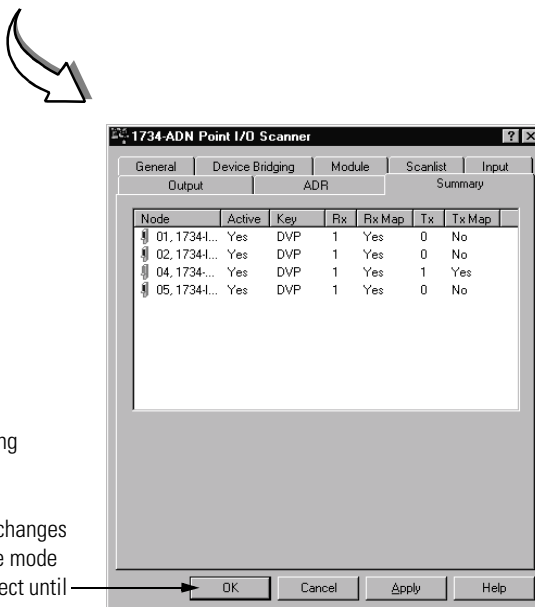 1734-ADN Point I/O Scanner
General Device Bridging Module Scanlist Input
Output ADR Summary
Node Active Key Rx Rx Map Tx Tx Map
01, 1734-I... Yes DVP 1 Yes 0 No
02, 1734-I... Yes DVP 1 Yes 0 No
04, 1734-... Yes DVP 1 Yes 1 Yes
05, 1734-I... Yes DVP 1 Yes 0 No
ng
changes
e mode
ect until
OK Cancel Apply Help